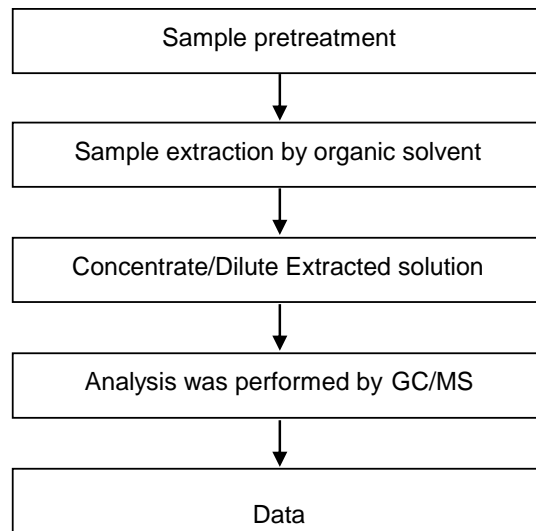 Sample pretreatment
Sample extraction by organic solvent
Concentrate/Dilute Extracted solution
Analysis was performed by GC/MS
Data